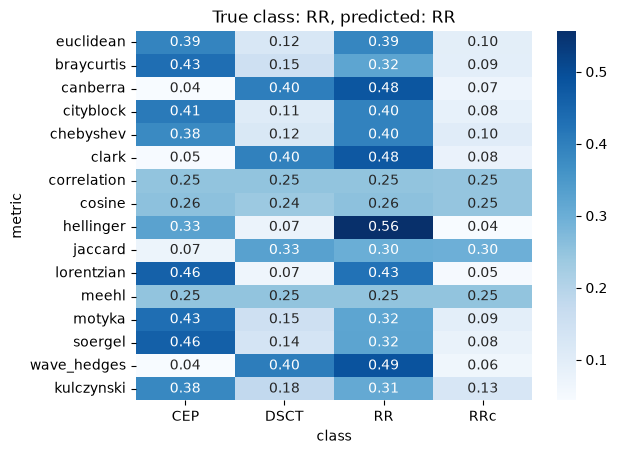 True class: RR, predicted: RR
metric
euclidean 0.39 0.12 0.39 0.10
braycurtis 0.43 0.15 0.32 0.09
canberra 0.04 0.40 0.48 0.07
cityblock 0.41 0.11 0.40 0.08
chebyshev 0.38 0.12 0.40 0.10
clark 0.05 0.40 0.48 0.08
correlation 0.25 0.25 0.25 0.25
cosine 0.26 0.24 0.26 0.25
hellinger 0.33 0.07 0.56 0.04
jaccard 0.07 0.33 0.30 0.30
lorentzian 0.46 0.07 0.43 0.05
meehl 0.25 0.25 0.25 0.25
motyka 0.43 0.15 0.32 0.09
soergel 0.46 0.14 0.32 0.08
wave_hedges 0.04 0.40 0.49 0.06
kulczynski 0.38 0.18 0.31 0.13
CEP DSCT RR RRc
class
0.5
0.4
0.3
0.2
0.1